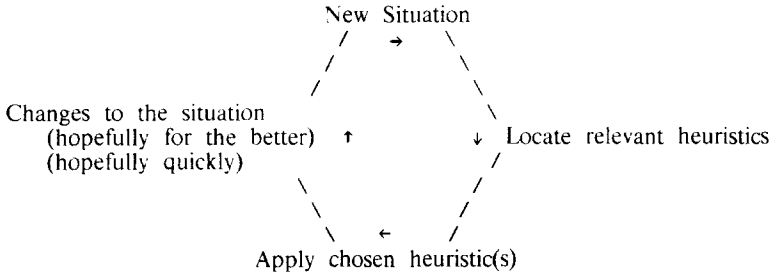 New Situation
Changes to the situation
(hopefully for the better)
(hopefully quickly)
Locate relevant heuristics
Apply chosen heuristic(s)